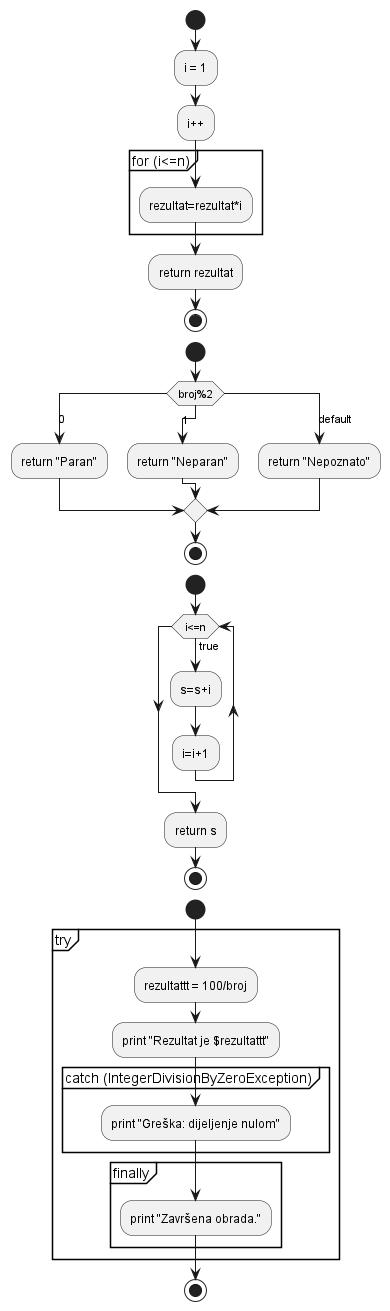 i = 1
i++
for (i<=n)
rezultat=rezultat*i
return rezultat
broj%2
0
1
default
return "Paran"
return "Neparan"
return "Nepoznato"
i<=n
true
s=s+i
i=i+1
return s
try
rezultattt = 100/broj
print "Rezultat je $rezultattt"
catch (IntegerDivisionByZeroException)
print "Greška: dijeljenje nulom"
finally
print "Završena obrada."